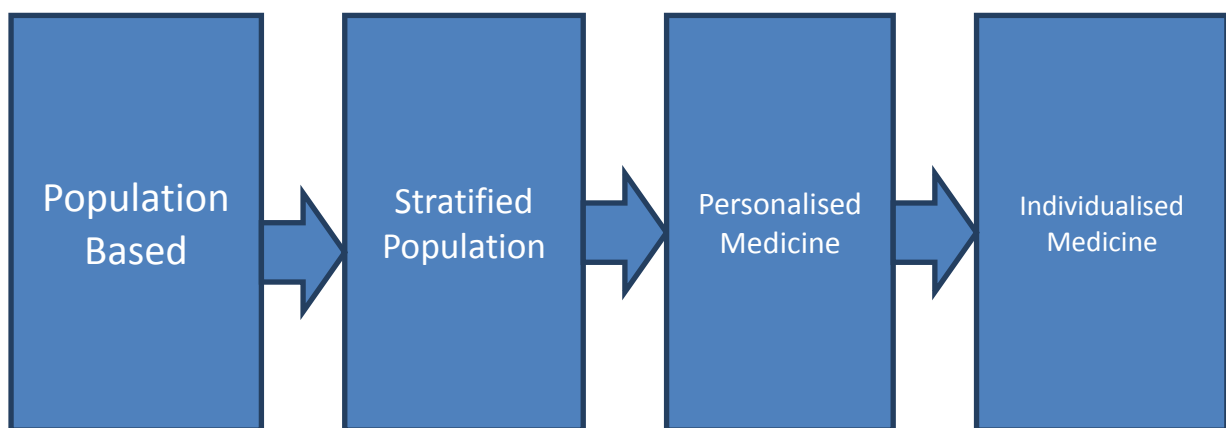 Population
Based
Stratified
Population
Personalised
Medicine
Individualised
Medicine